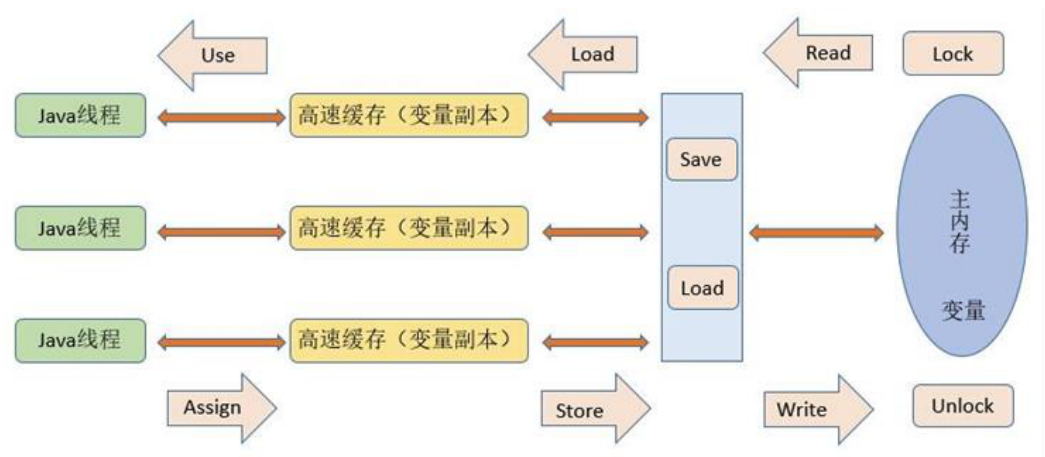 Use
Load
Read
Lock
Java线程
高速缓存（变量副本）
Save
Java线程
高速缓存（变量副本）
主内存
变量
Load
Java线程
高速缓存（变量副本）
Assign
Store
Write
Unlock